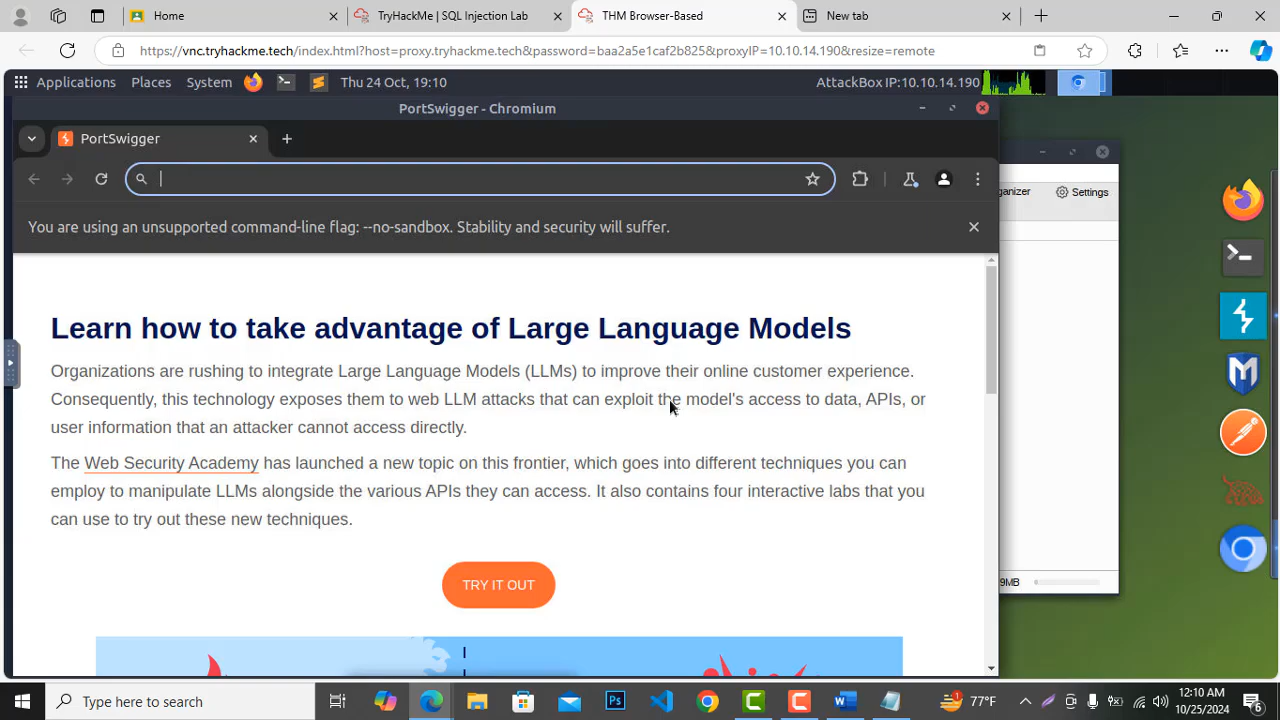 Home
TryHackMe | SQL Injection Lab
THM Browser-Based
New tab
https://vnc.tryhackme.tech/index.html?host=proxy.tryhackme.tech&password=baa2a5e1caf2b825&proxyIP=10.10.14.190&resize=remote
Applications Places System Thu 24 Oct, 19:10 AttackBox IP:10.10.14.190
PortSwigger - Chromium
PortSwigger
ganizer Settings
You are using an unsupported command-line flag: --no-sandbox. Stability and security will suffer.
Learn how to take advantage of Large Language Models
Organizations are rushing to integrate Large Language Models (LLMs) to improve their online customer experience.
Consequently, this technology exposes them to web LLM attacks that can exploit the model's access to data, APIs, or
user information that an attacker cannot access directly.
The Web Security Academy has launched a new topic on this frontier, which goes into different techniques you can
employ to manipulate LLMs alongside the various APIs they can access. It also contains four interactive labs that you
can use to try out these new techniques.
TRY IT OUT
9MB
Type here to search
77°F
12:10 AM
10/25/2024
6